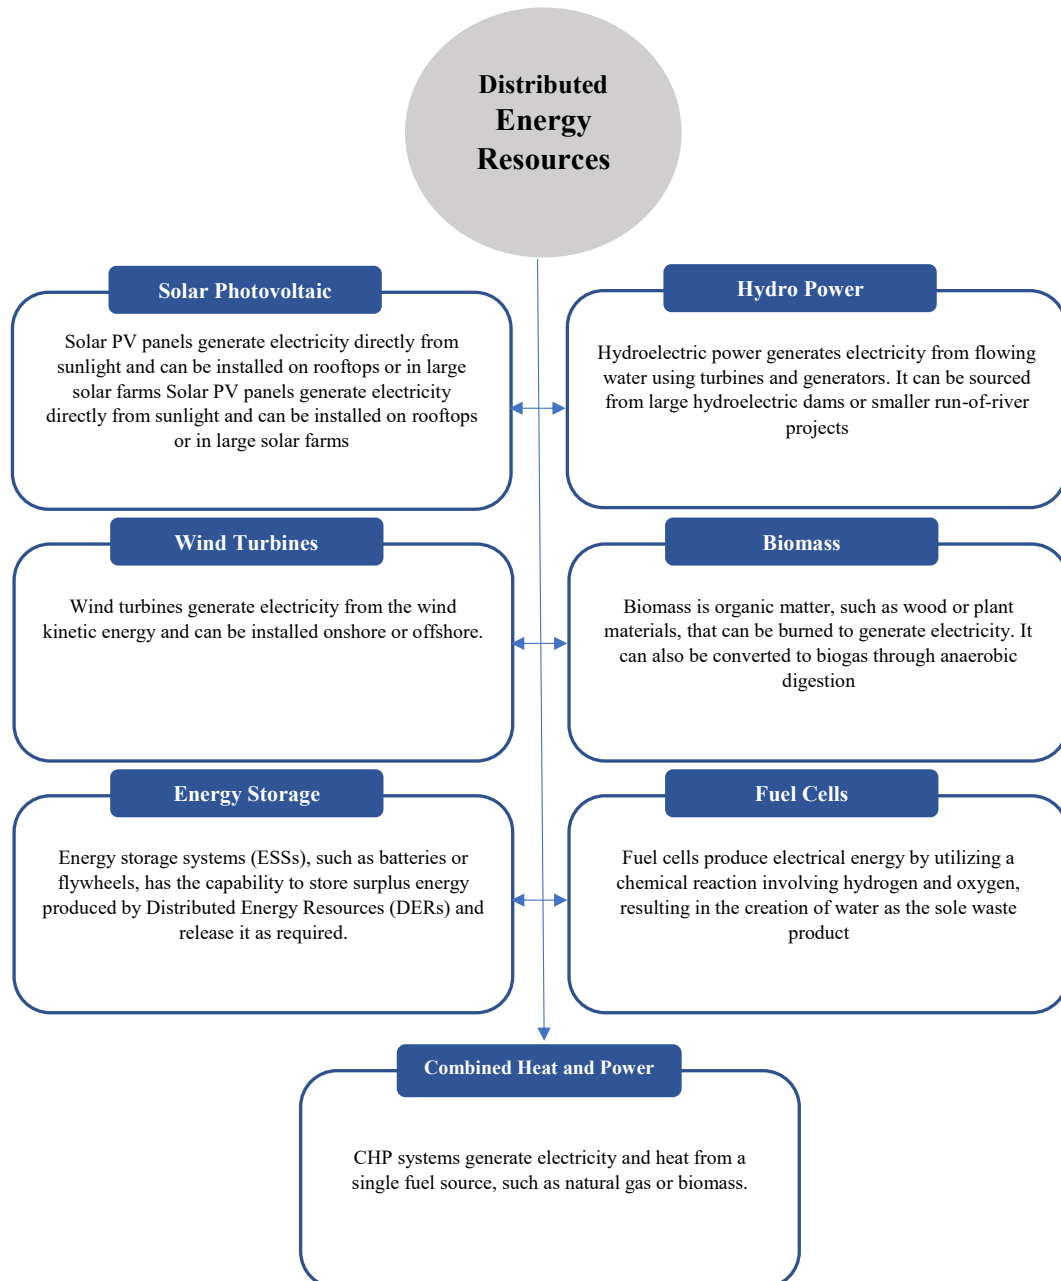 Distributed
Energy
Resources
Solar Photovoltaic
Solar PV panels generate electricity directly from
sunlight and can be installed on rooftops or in large
solar farms Solar PV panels generate electricity
directly from sunlight and can be installed on rooftops
or in large solar farms
Hydro Power
Hydroelectric power generates electricity from flowing
water using turbines and generators. It can be sourced
from large hydroelectric dams or smaller run-of-river
projects
Wind Turbines
Wind turbines generate electricity from the wind
kinetic energy and can be installed onshore or offshore.
Biomass
Biomass is organic matter, such as wood or plant
materials, that can be burned to generate electricity. It
can also be converted to biogas through anaerobic
digestion
Energy Storage
Energy storage systems (ESSs), such as batteries or
flywheels, has the capability to store surplus energy
produced by Distributed Energy Resources (DERs) and
release it as required.
Fuel Cells
Fuel cells produce electrical energy by utilizing a
chemical reaction involving hydrogen and oxygen,
resulting in the creation of water as the sole waste
product
Combined Heat and Power
CHP systems generate electricity and heat from a
single fuel source, such as natural gas or biomass.